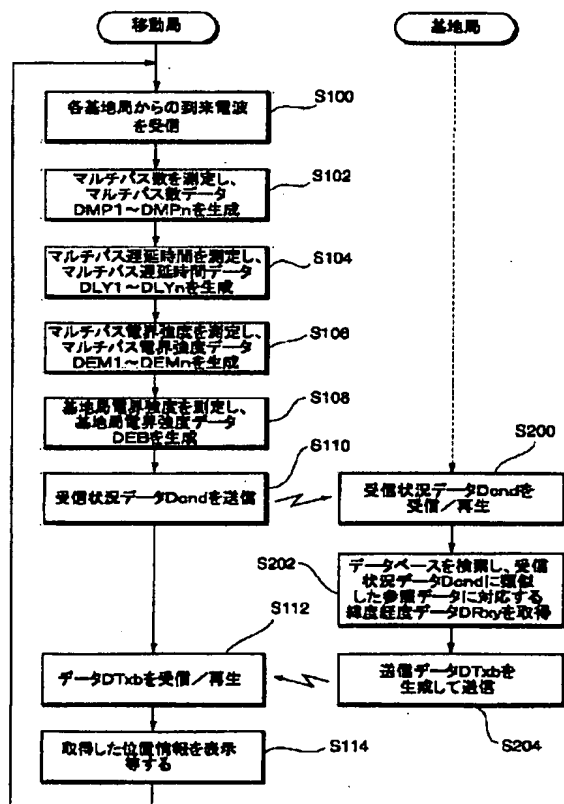 移動局
基地局
各基地局からの到来電波
を受信
S100
マルチパス数を測定し、
マルチパス数データ
DMP1～DMPnを生成
S102
マルチパス遅延時間を測定し、
マルチパス遅延時間データ
DLY1～DLYnを生成
S104
マルチパス電界強度を測定し、
マルチパス電界強度データ
DEM1～DEMnを生成
S106
基地局電界強度を測定し、
基地局電界強度データ
DEBを生成
S108
受信状況データDcndを送信
S110
受信状況データDcndを
受信／再生
S200
データベースを検索し、受信
状況データDcndに類似
した参照データに対応する
緯度経度データDRxyを取得
S202
データDTxbを受信／再生
S112
送信データDTxbを
生成して送信
S204
取得した位置情報を表示
等する
S114